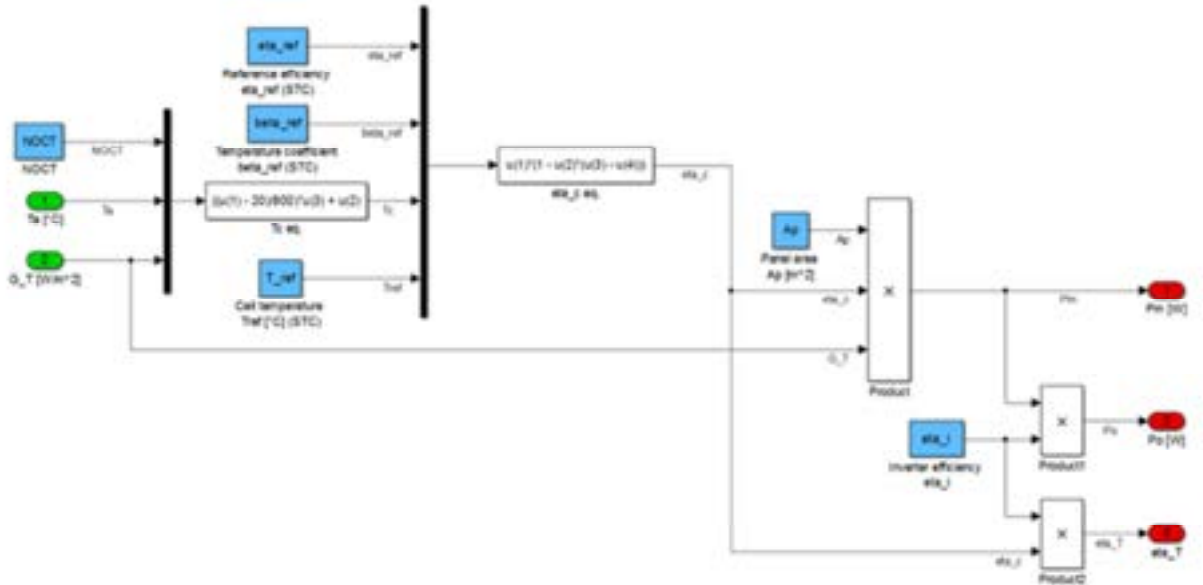 eta_ref
eta_ref
Reference efficiency
eta_ref (STC)
beta_ref
beta_ref
Temperature coefficient
beta_ref (STC)
NOCT
NOCT
NOCT
1
Ta
Ta [°C]
((u(1) - 20)/800)*u(3) + u(2)
Tc
Tc eq.
2
G_T [W/m^2]
T_ref
Tref
Cell temperature
Tref [°C] (STC)
u(1)*(1 - u(2)*(u(3) - u(4)))
eta_c
eta_c eq.
Ap
Ap
Panel area
Ap [m^2]
eta_c
G_T
×
Product
Pm
1
Pm [W]
eta_i
Inverter efficiency
eta_i
×
Product1
Po
2
Po [W]
eta_c
×
Product2
eta_T
3
eta_T